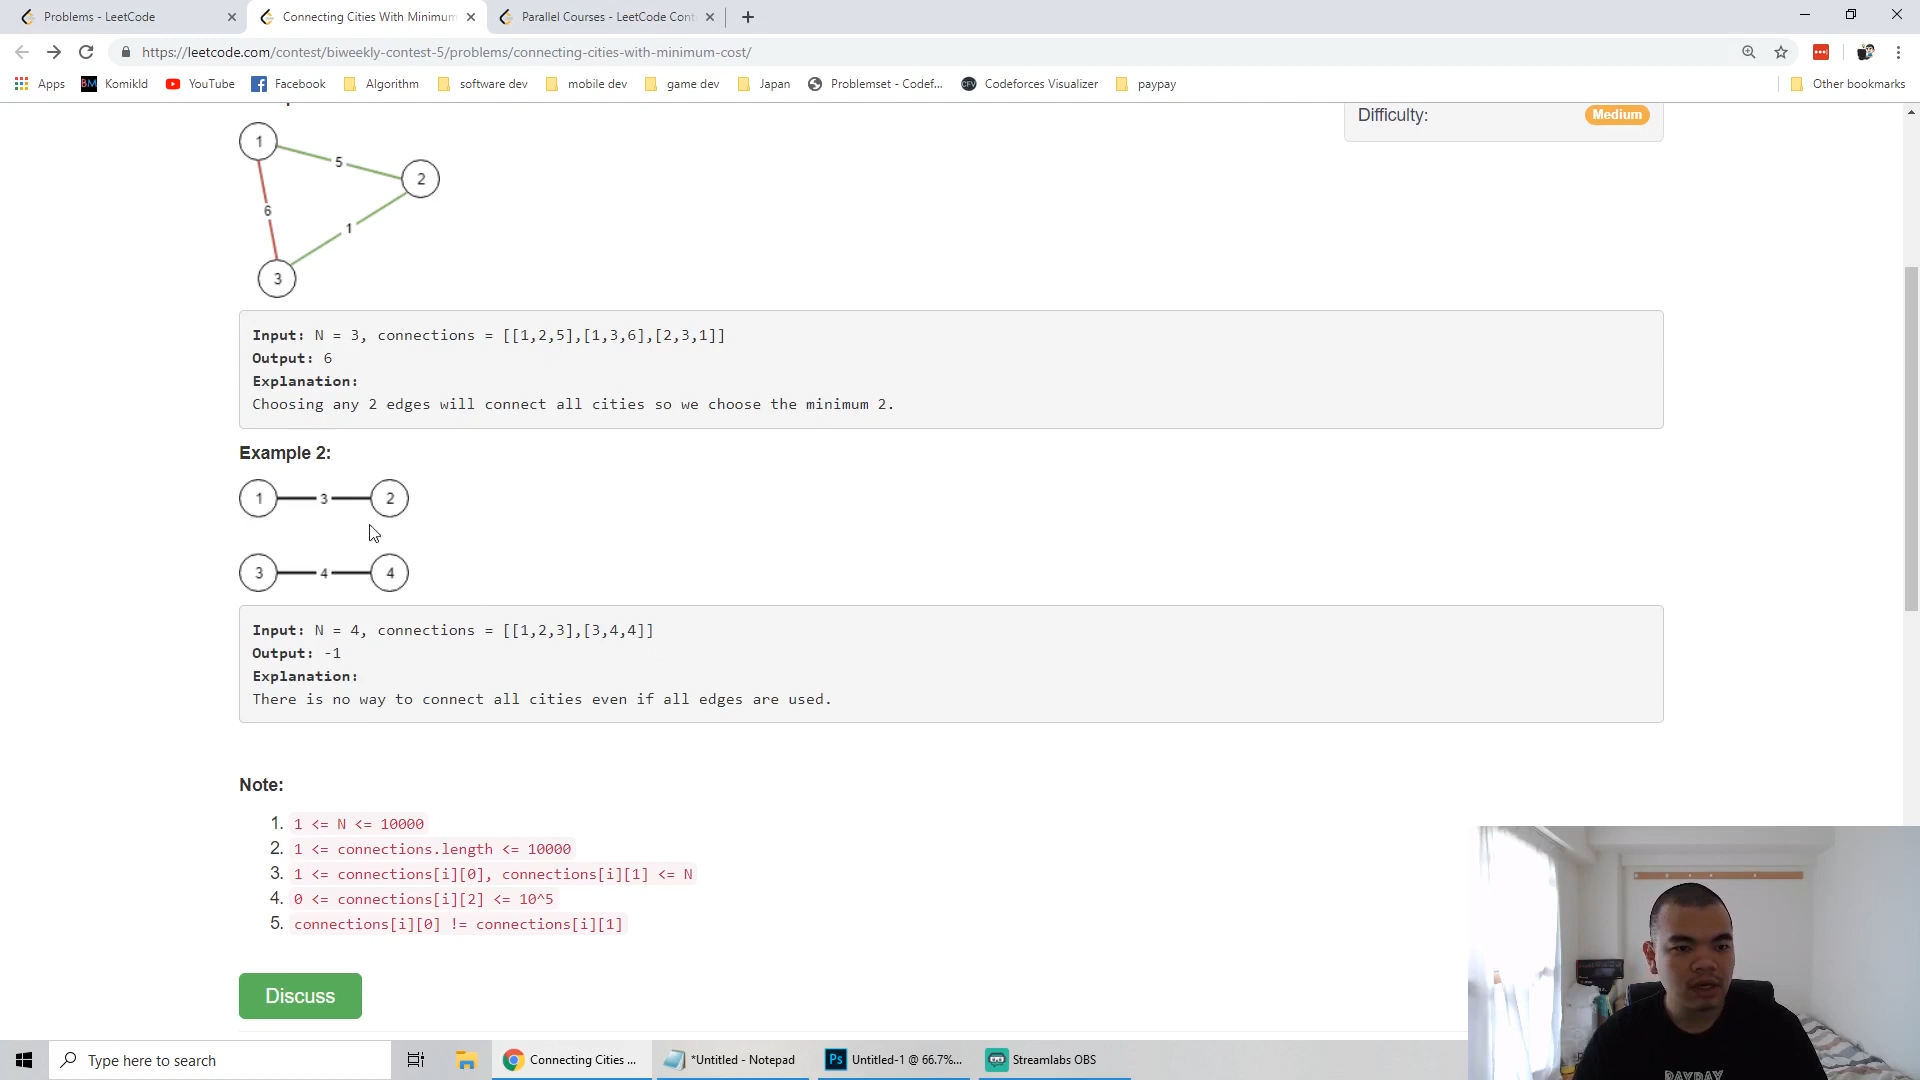 Problems - LeetCode
Connecting Cities With Minimum
Parallel Courses - LeetCode Cont
https://leetcode.com/contest/biweekly-contest-5/problems/connecting-cities-with-minimum-cost/
Apps
BM KomikId
YouTube
Facebook
Algorithm
software dev
mobile dev
game dev
Japan
Problemset - Codef...
CFV Codeforces Visualizer
paypay
Other bookmarks
Difficulty: Medium
1
5
2
6
1
3
Input: N = 3, connections = [[1,2,5],[1,3,6],[2,3,1]]
Output: 6
Explanation:
Choosing any 2 edges will connect all cities so we choose the minimum 2.
Example 2:
1 3 2
3 4 4
Input: N = 4, connections = [[1,2,3],[3,4,4]]
Output: -1
Explanation:
There is no way to connect all cities even if all edges are used.
Note:
1. 1 <= N <= 10000
2. 1 <= connections.length <= 10000
3. 1 <= connections[i][0], connections[i][1] <= N
4. 0 <= connections[i][2] <= 10^5
5. connections[i][0] != connections[i][1]
Discuss
PAYPAY
Type here to search
Connecting Cities ...
*Untitled - Notepad
Ps Untitled-1 @ 66.7%...
Streamlabs OBS